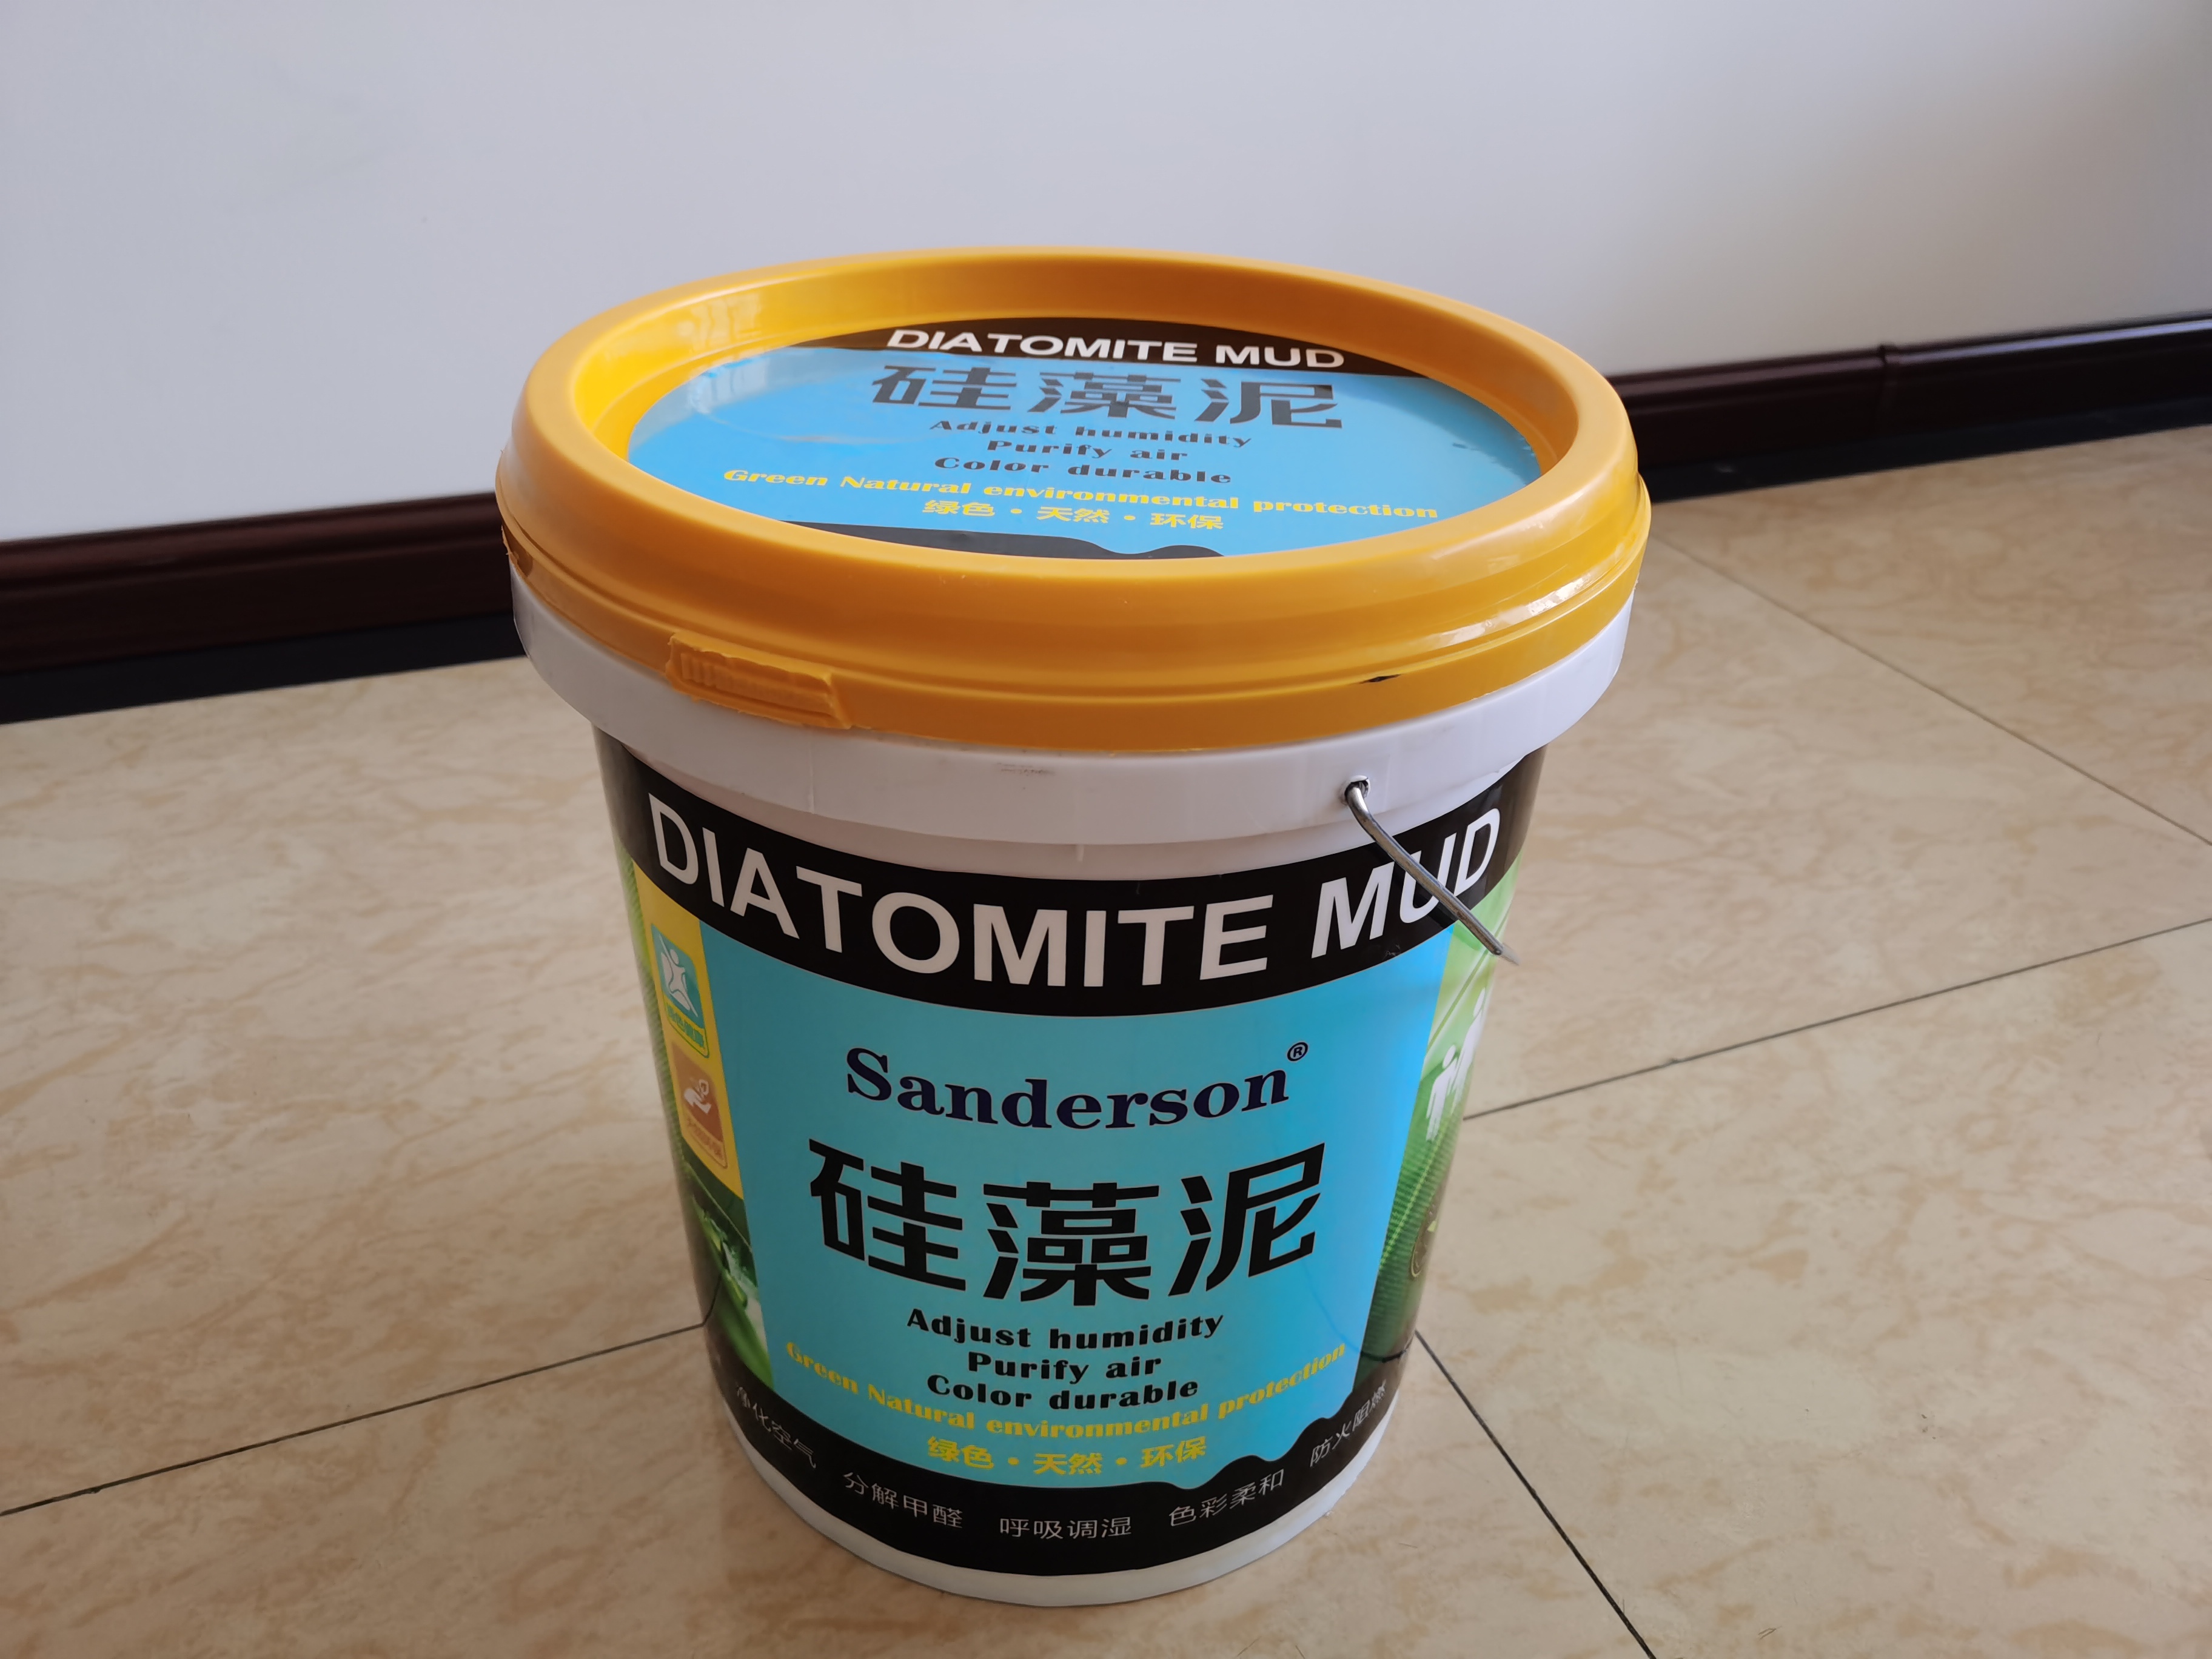 DIATOMITE MUD
硅藻泥
Adjust humidity
Purify air
Color durable
Green Natural environmental protection
绿色·天然·环保
DIATOMITE MUD
Sanderson®
硅藻泥
Adjust humidity
Purify air
Color durable
Green Natural environmental protection
绿色·天然·环保
净化空气 分解甲醛 呼吸调湿 色彩柔和 防火阻燃